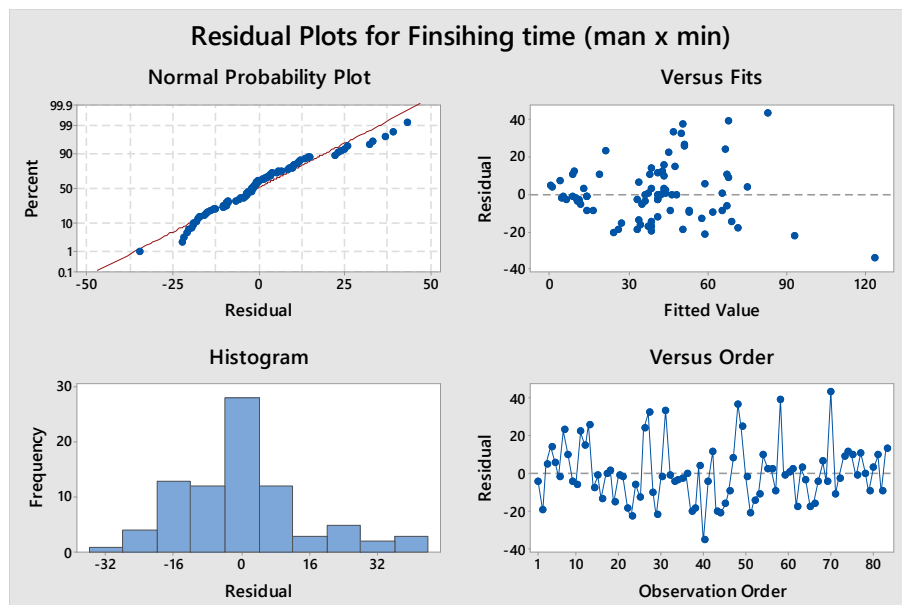 Residual Plots for Finsihing time (man x min)
Normal Probability Plot
99.9
99
90
50
10
1
0.1
Percent
-50 -25 0 25 50
Residual
Versus Fits
40
20
0
-20
-40
Residual
0 30 60 90 120
Fitted Value
Histogram
30
20
10
0
Frequency
-32 -16 0 16 32
Residual
Versus Order
40
20
0
-20
-40
Residual
1 10 20 30 40 50 60 70 80
Observation Order